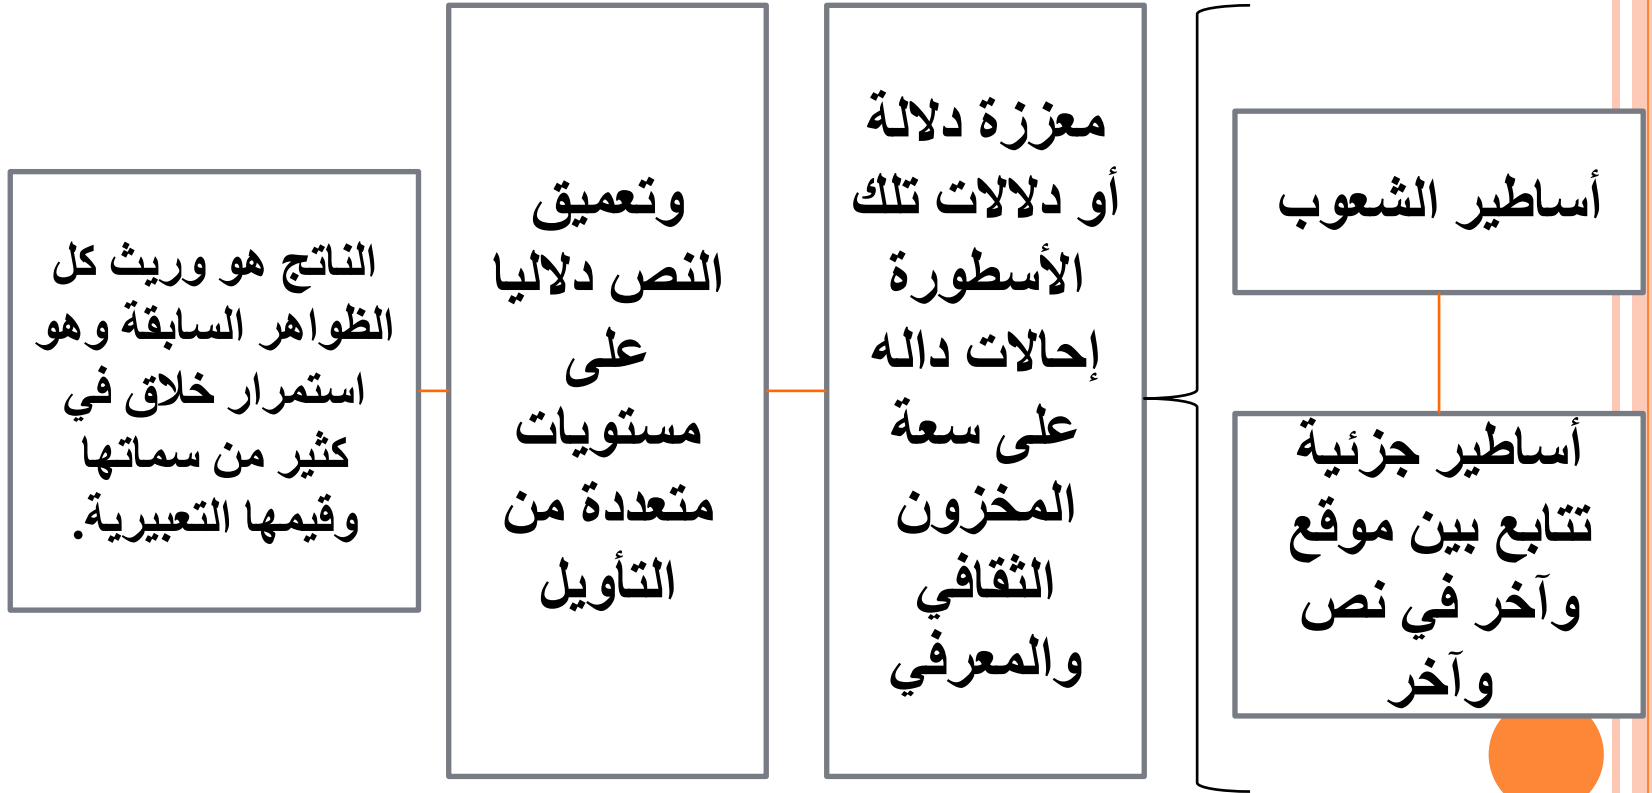 أساطير الشعوب
أساطير جزئية
تتابع بين موقع
وآخر في نص
وآخر
معززة دلالة
أو دلالات تلك
الأسطورة
إحالات داله
على سعة
المخزون
الثقافي
والمعرفي
وتعميق
النص دلاليا
على
مستويات
متعددة من
التأويل
الناتج هو وريث كل
الظواهر السابقة وهو
استمرار خلاق في
كثير من سماتها
وقيمها التعبيرية.